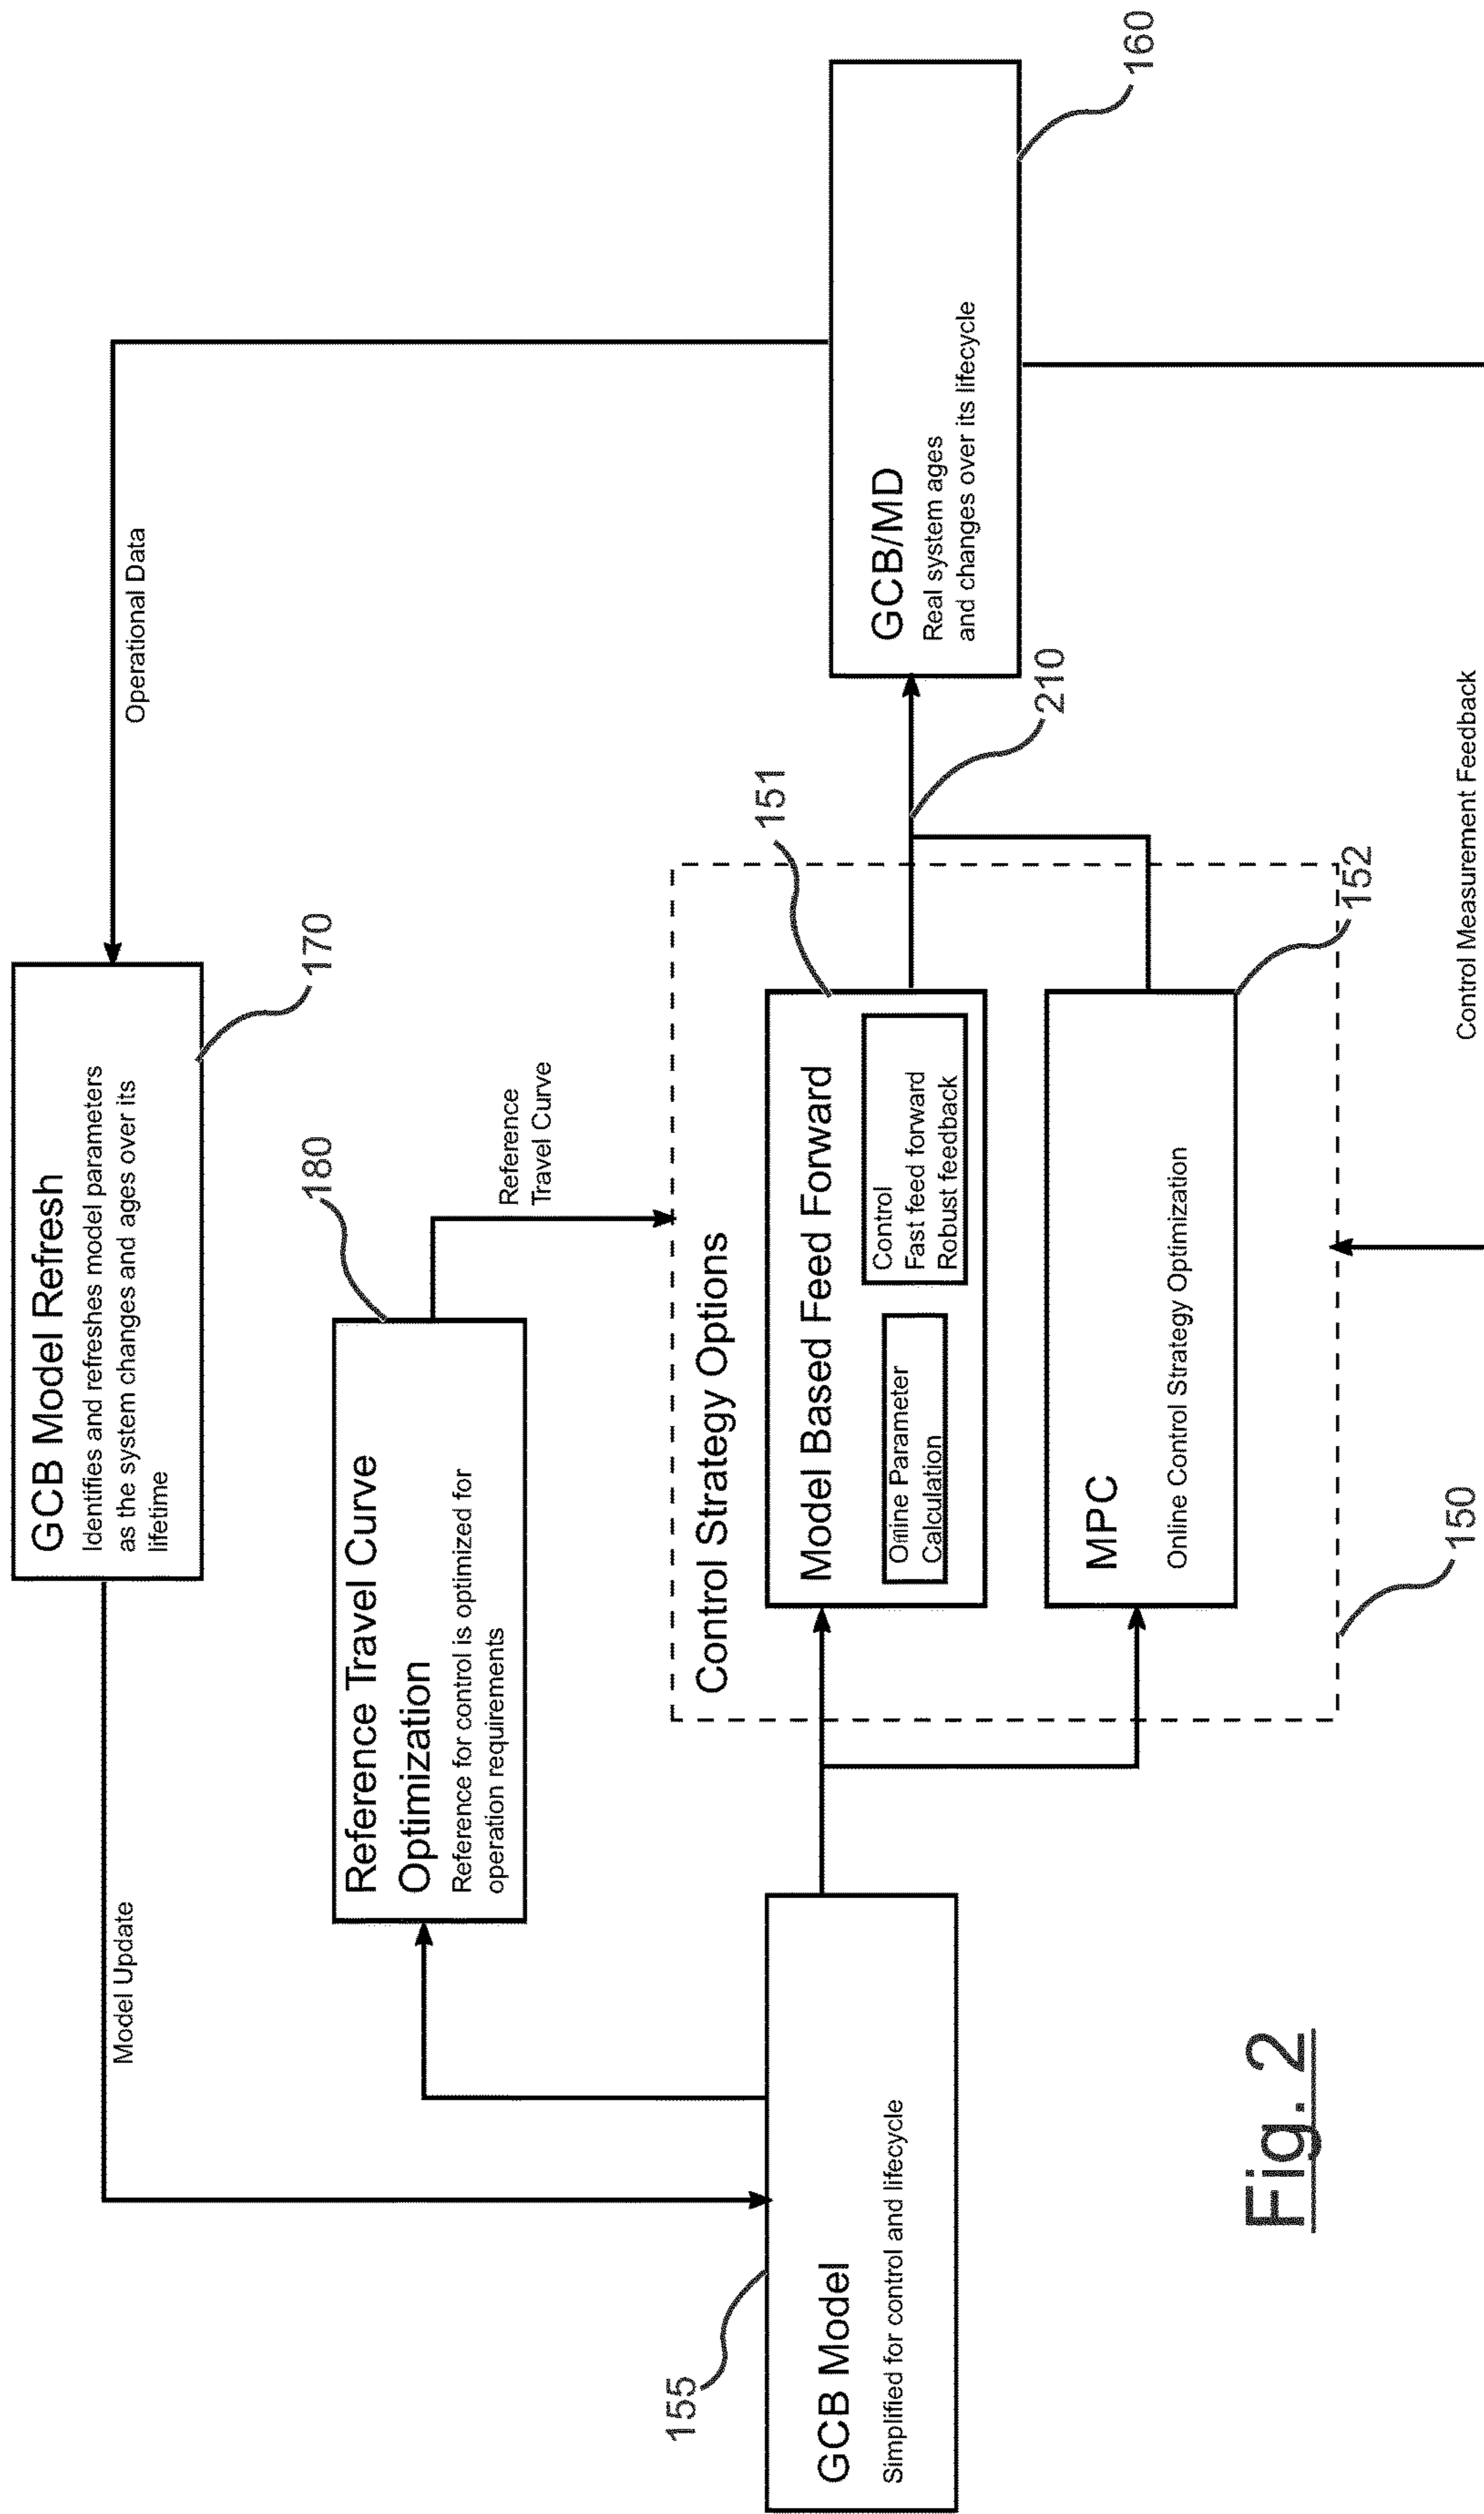 GCB Model Refresh
Identifies and refreshes model parameters
as the system changes and ages over its
lifetime
170
Operational Data
Model Update
Reference Travel Curve
Optimization
Reference for control is optimized for
operation requirements
180
Reference
Travel Curve
155
GCB Model
Simplified for control and lifecycle
Control Strategy Options
Model Based Feed Forward
Offline Parameter
Calculation
Control
Fast feed forward
Robust feedback
151
MPC
Online Control Strategy Optimization
152
150
210
GCB/MD
Real system ages
and changes over its lifecycle
160
Control Measurement Feedback
Fig. 2